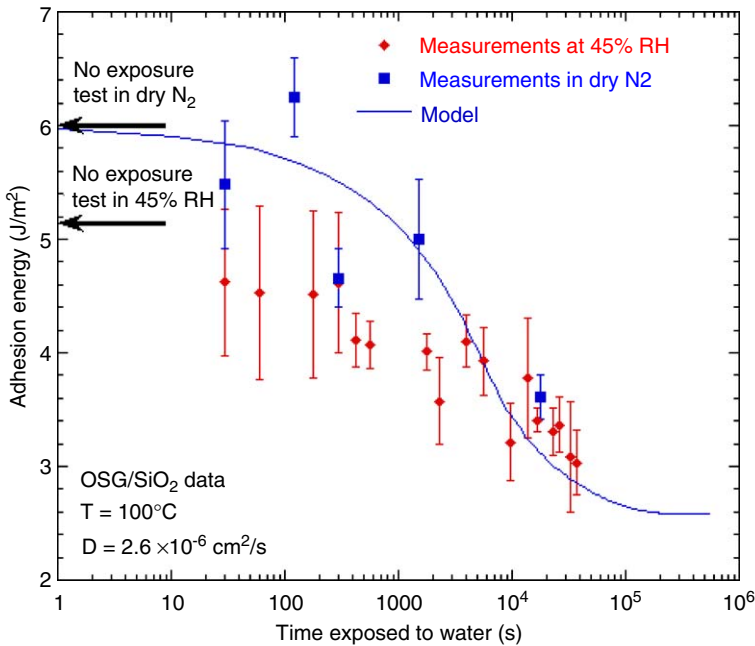 7
6
5
4
3
2
Adhesion energy (J/m²)
No exposure
test in dry N₂
No exposure
test in 45% RH
Measurements at 45% RH
Measurements in dry N2
Model
OSG/SiO₂ data
T = 100°C
D = 2.6 ×10⁻⁶ cm²/s
1 10 100 1000 10⁴ 10⁵ 10⁶
Time exposed to water (s)